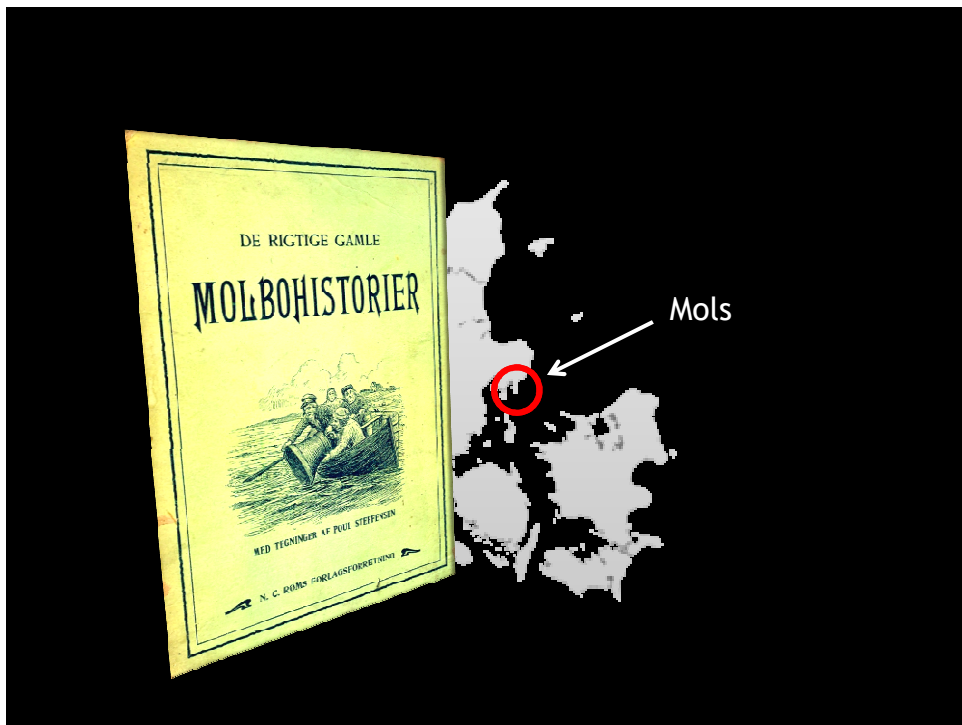 DE RIGTIGE GAMLE
MOLBOHISTORIER
MED TEGNINGER AF POUL STEFFENSEN
N. C. ROMS FORLAGSFORRETNING
Mols